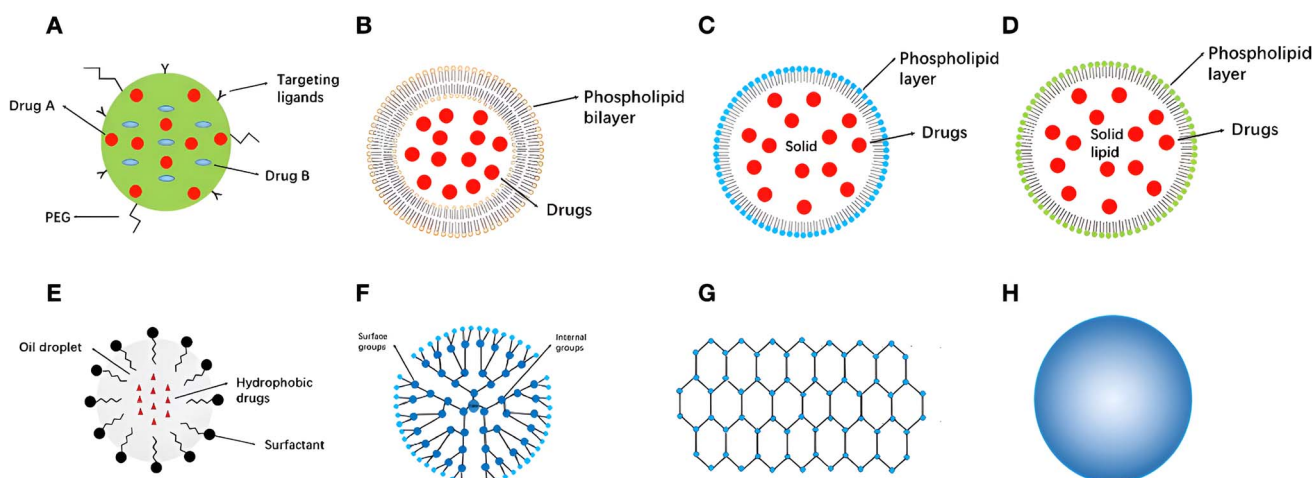 A
Targeting
ligands
Drug A
Drug B
PEG
B
Phospholipid
bilayer
Drugs
C
Phospholipid
layer
Drugs
Solid
D
Phospholipid
layer
Drugs
Solid
lipid
E
Oil droplet
Hydrophobic
drugs
Surfactant
F
Surface
groups
Internal
groups
G
H